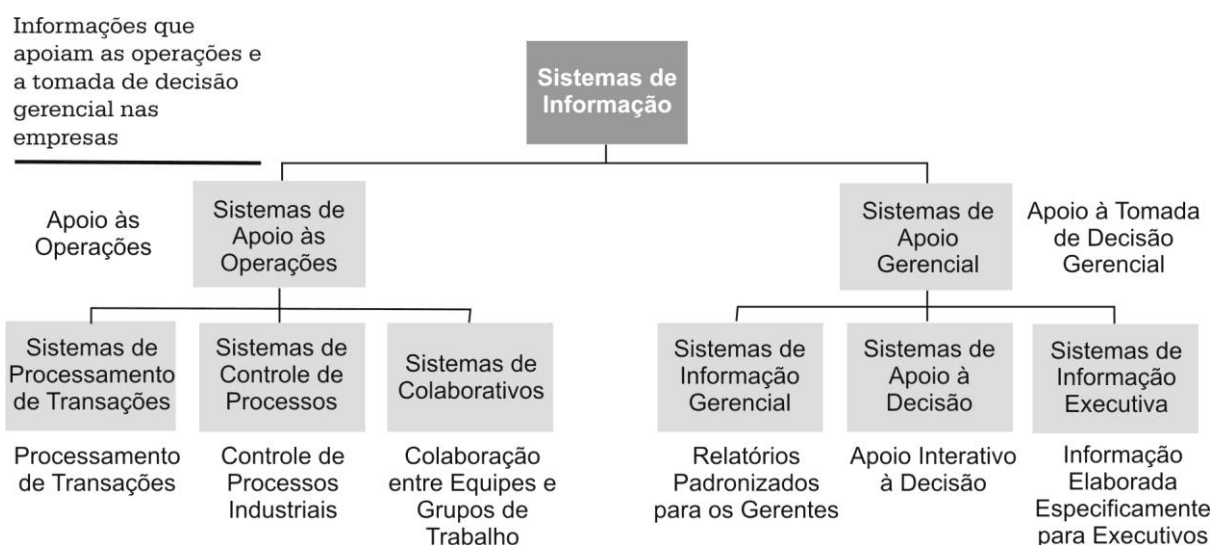 Informações que
apoiam as operações e
a tomada de decisão
gerencial nas
empresas
Sistemas de
Informação
Apoio às
Operações
Sistemas de
Apoio às
Operações
Sistemas de
Apoio
Gerencial
Apoio à Tomada
de Decisão
Gerencial
Sistemas de
Processamento
de Transações
Sistemas de
Controle de
Processos
Sistemas de
Colaborativos
Sistemas de
Informação
Gerencial
Sistemas de
Apoio à
Decisão
Sistemas de
Informação
Executiva
Processamento
de Transações
Controle de
Processos
Industriais
Colaboração
entre Equipes e
Grupos de
Trabalho
Relatórios
Padronizados
para os Gerentes
Apoio Interativo
à Decisão
Informação
Elaborada
Especificamente
para Executivos